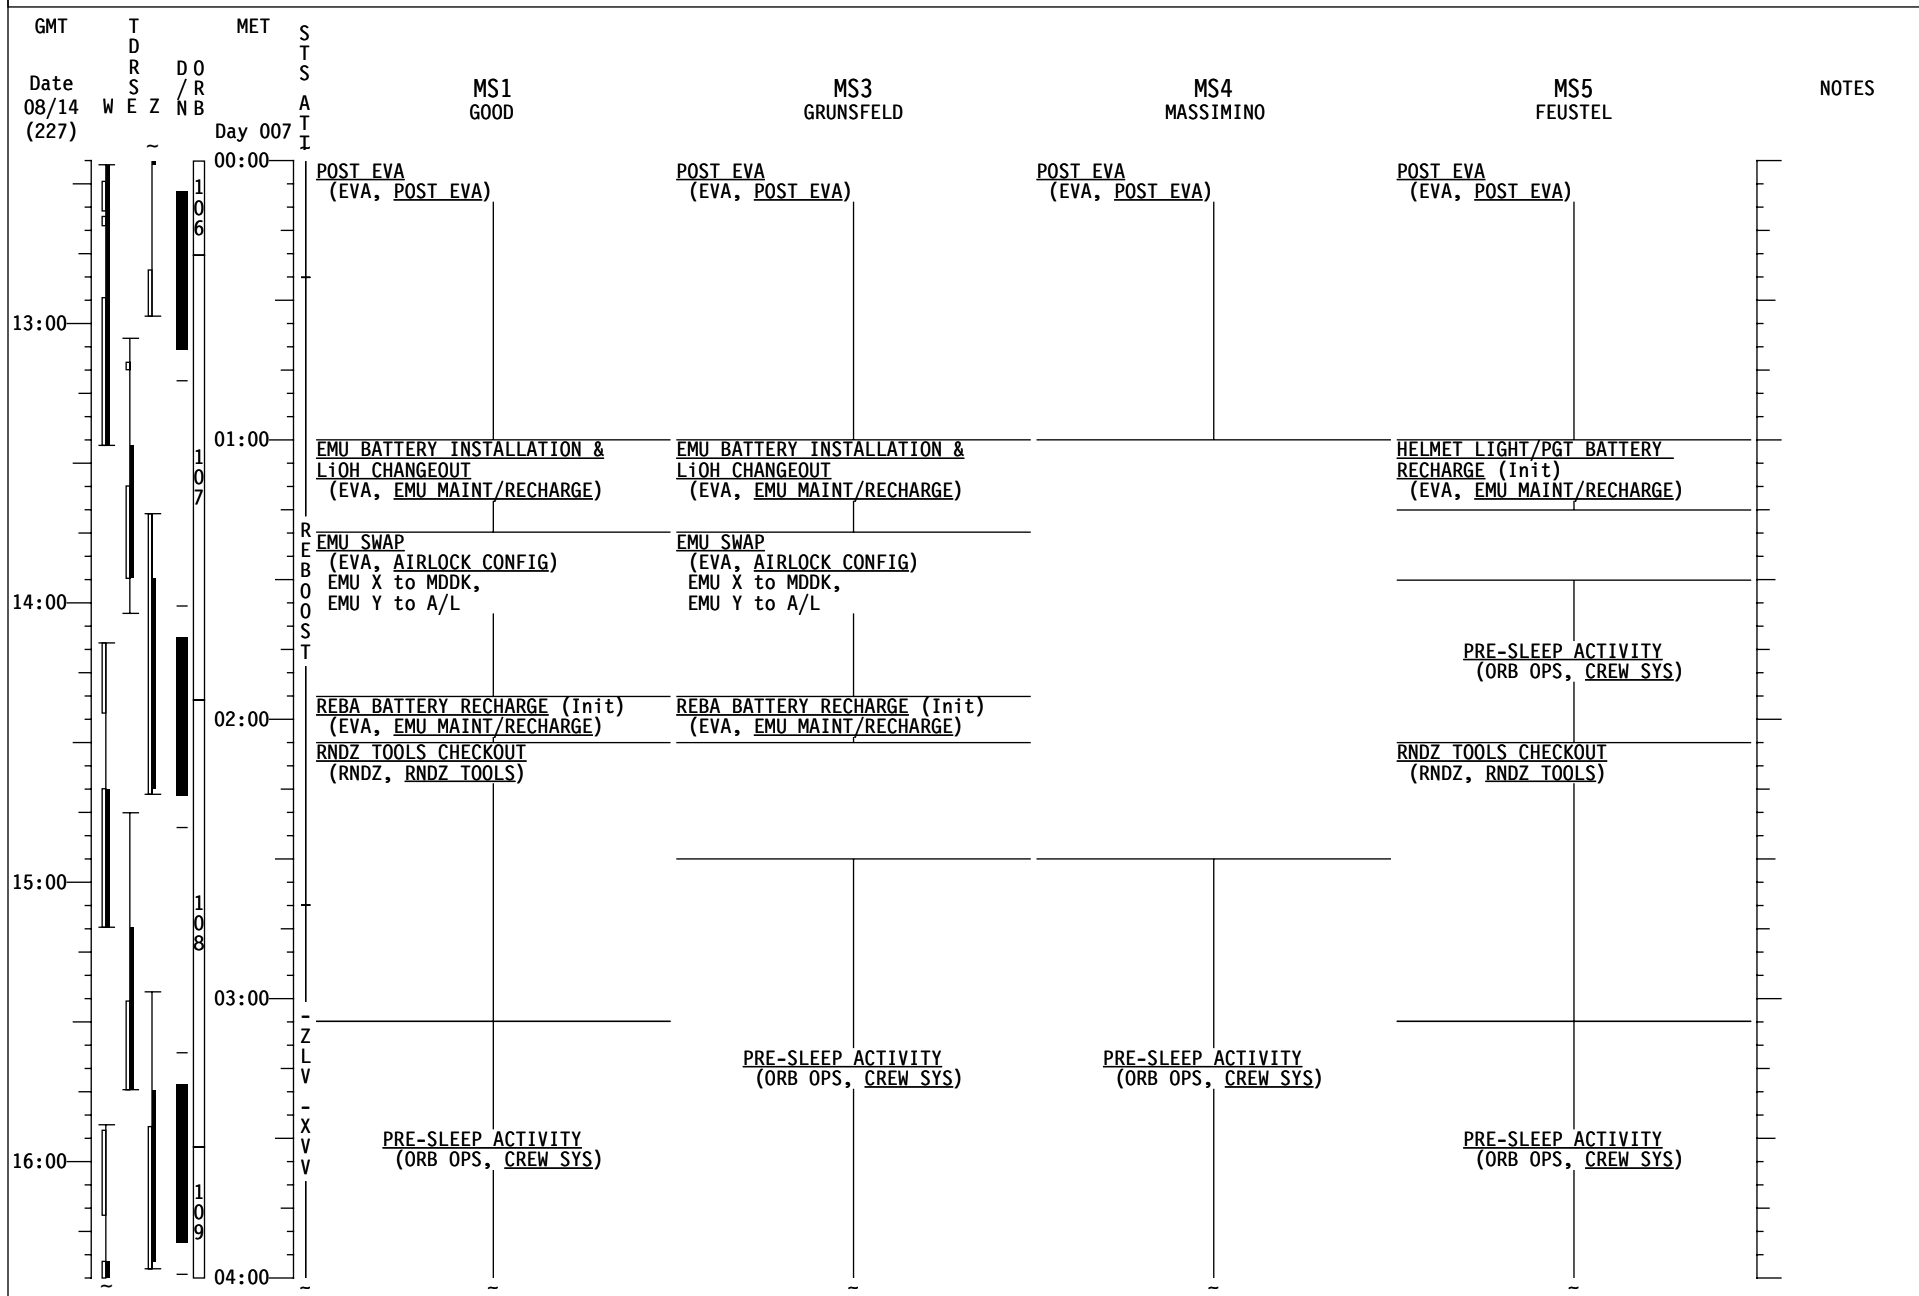 GMT
TDRS
MET
STS ATT
Date
08/14
(227)
W E Z
D/N
ORB
Day 007
MS1
GOOD
MS3
GRUNSFELD
MS4
MASSIMINO
MS5
FEUSTEL
NOTES
~
00:00
106
POST EVA
(EVA, POST EVA)
POST EVA
(EVA, POST EVA)
POST EVA
(EVA, POST EVA)
POST EVA
(EVA, POST EVA)
13:00
01:00
107
EMU BATTERY INSTALLATION &
LiOH CHANGEOUT
(EVA, EMU MAINT/RECHARGE)
EMU BATTERY INSTALLATION &
LiOH CHANGEOUT
(EVA, EMU MAINT/RECHARGE)
HELMET LIGHT/PGT BATTERY
RECHARGE (Init)
(EVA, EMU MAINT/RECHARGE)
REBOOST
EMU SWAP
(EVA, AIRLOCK CONFIG)
EMU X to MDDK,
EMU Y to A/L
EMU SWAP
(EVA, AIRLOCK CONFIG)
EMU X to MDDK,
EMU Y to A/L
14:00
PRE-SLEEP ACTIVITY
(ORB OPS, CREW SYS)
02:00
REBA BATTERY RECHARGE (Init)
(EVA, EMU MAINT/RECHARGE)
REBA BATTERY RECHARGE (Init)
(EVA, EMU MAINT/RECHARGE)
RNDZ TOOLS CHECKOUT
(RNDZ, RNDZ TOOLS)
RNDZ TOOLS CHECKOUT
(RNDZ, RNDZ TOOLS)
15:00
108
03:00
-ZLV -XVV
PRE-SLEEP ACTIVITY
(ORB OPS, CREW SYS)
PRE-SLEEP ACTIVITY
(ORB OPS, CREW SYS)
PRE-SLEEP ACTIVITY
(ORB OPS, CREW SYS)
PRE-SLEEP ACTIVITY
(ORB OPS, CREW SYS)
16:00
109
04:00
~ ~ ~ ~ ~ ~